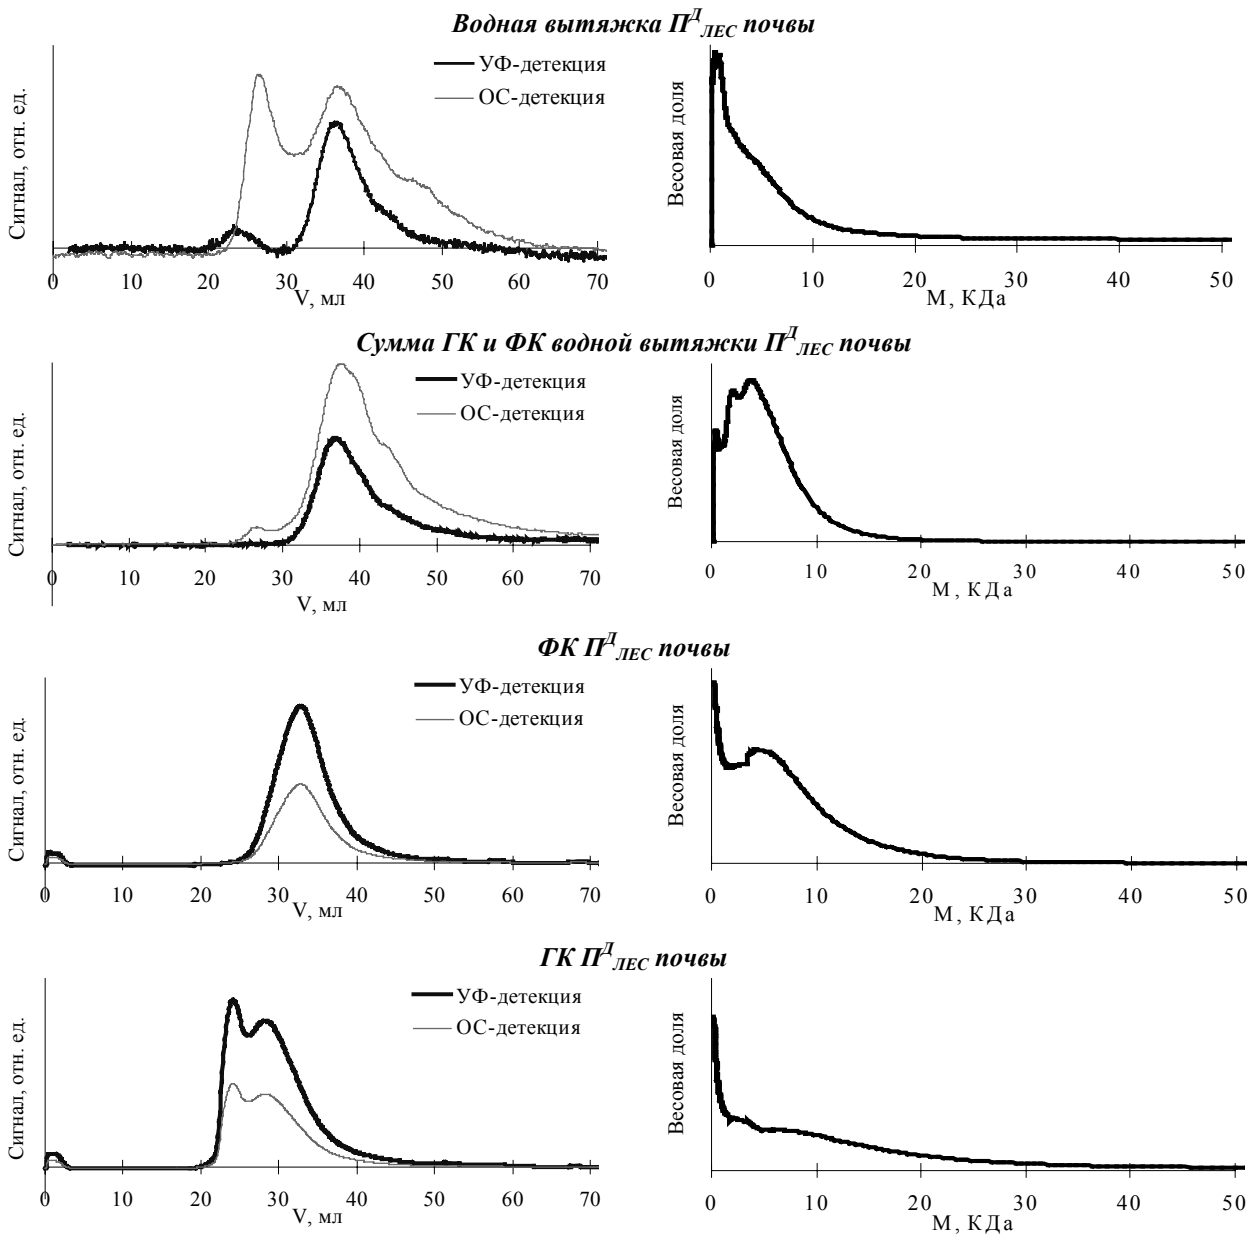 Водная вытяжка П^Д_ЛЕС почвы
Сигнал, отн. ед.
УФ-детекция
ОС-детекция
0 10 20 30 40 50 60 70
V, мл
Весовая доля
0 10 20 30 40 50
М, КДа
Сумма ГК и ФК водной вытяжки П^Д_ЛЕС почвы
Сигнал, отн. ед.
УФ-детекция
ОС-детекция
0 10 20 30 40 50 60 70
V, мл
Весовая доля
0 10 20 30 40 50
М, КДа
ФК П^Д_ЛЕС почвы
Сигнал, отн. ед.
УФ-детекция
ОС-детекция
0 10 20 30 40 50 60 70
V, мл
Весовая доля
0 10 20 30 40 50
М, КДа
ГК П^Д_ЛЕС почвы
Сигнал, отн. ед.
УФ-детекция
ОС-детекция
0 10 20 30 40 50 60 70
V, мл
Весовая доля
0 10 20 30 40 50
М, КДа